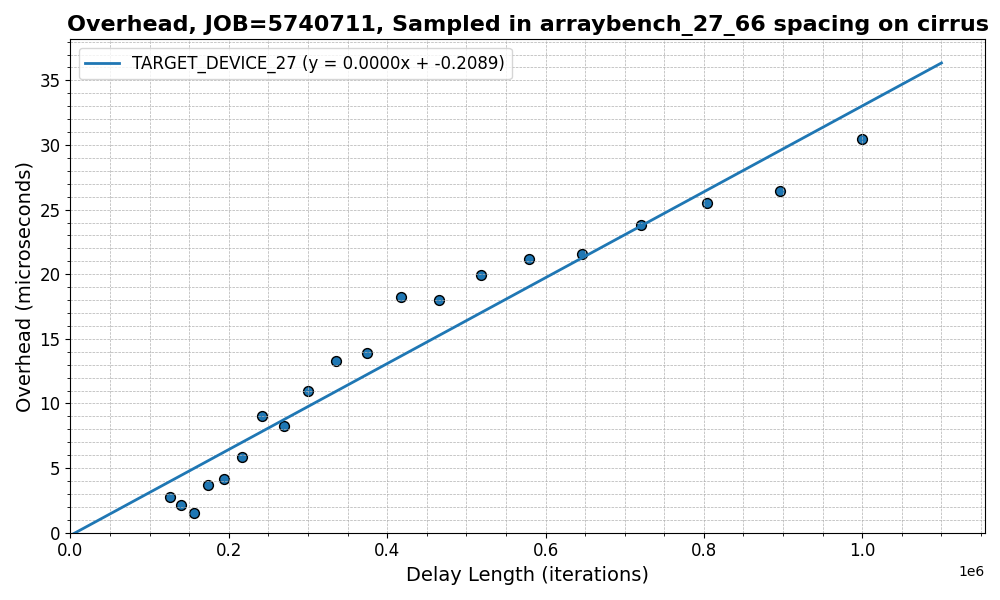 Overhead, JOB=5740711, Sampled in arraybench_27_66 spacing on cirrus
TARGET_DEVICE_27 (y = 0.0000x + -0.2089)
Overhead (microseconds)
35
30
25
20
15
10
5
0
0.0 0.2 0.4 0.6 0.8 1.0
1e6
Delay Length (iterations)